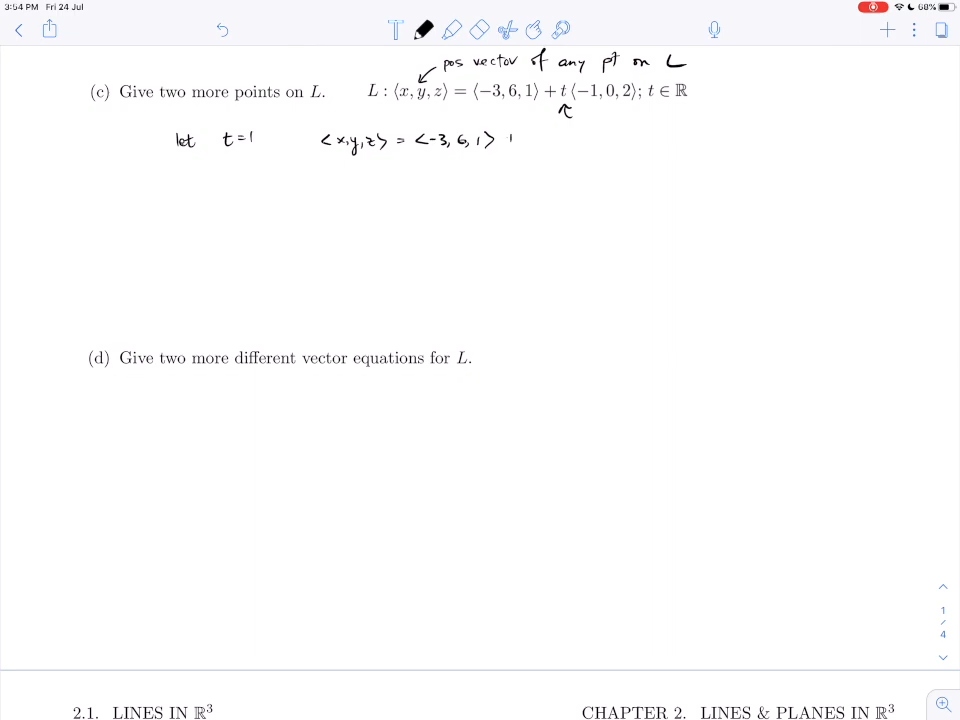 3:54 PM Fri 24 Jul 68%
pos vector of any pt on L
(c) Give two more points on L. L : ⟨x, y, z⟩ = ⟨−3, 6, 1⟩ + t ⟨−1, 0, 2⟩; t ∈ ℝ
let t=1 <x,y,z> = <-3, 6, 1>
(d) Give two more different vector equations for L.
1
/
4
2.1. LINES IN ℝ³ CHAPTER 2. LINES & PLANES IN ℝ³